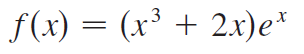 f(x) = (x³ + 2x)eˣ